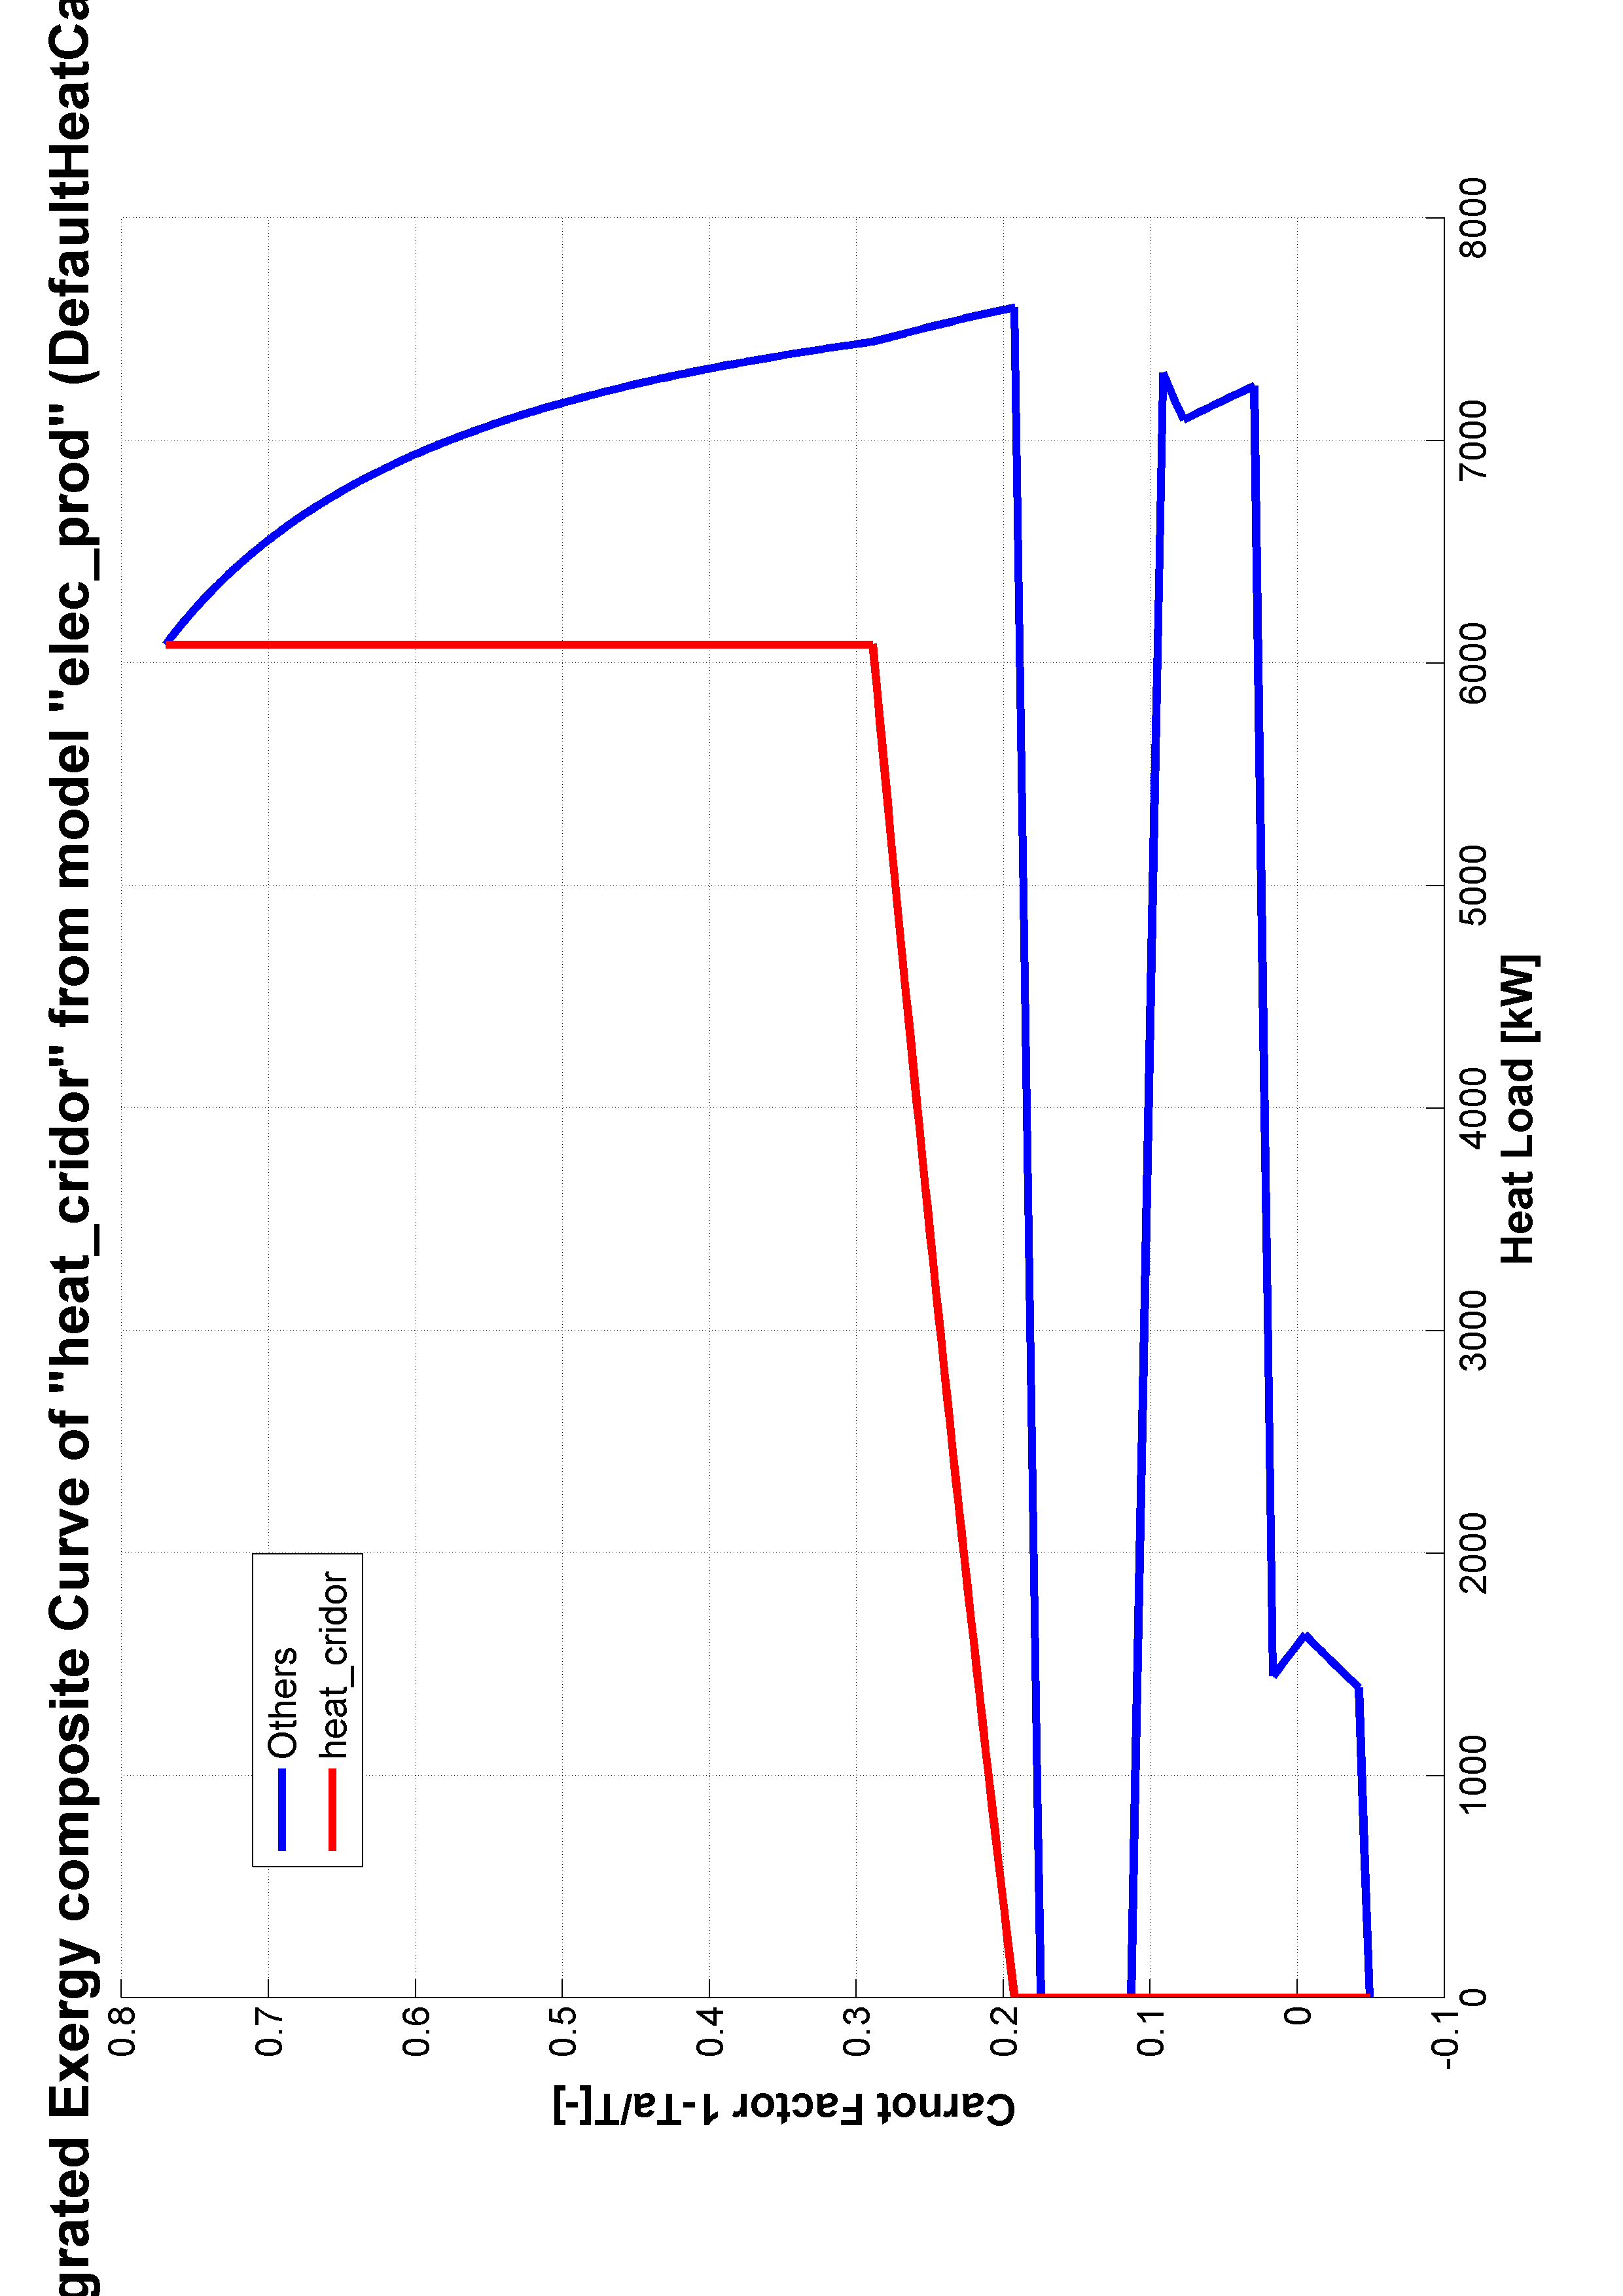 grated Exergy composite Curve of "heat_cridor" from model "elec_prod" (DefaultHeatCa
Others
heat_cridor
Carnot Factor 1-Ta/T[-]
0.8
0.7
0.6
0.5
0.4
0.3
0.2
0.1
0
-0.1
0 1000 2000 3000 4000 5000 6000 7000 8000
Heat Load [kW]